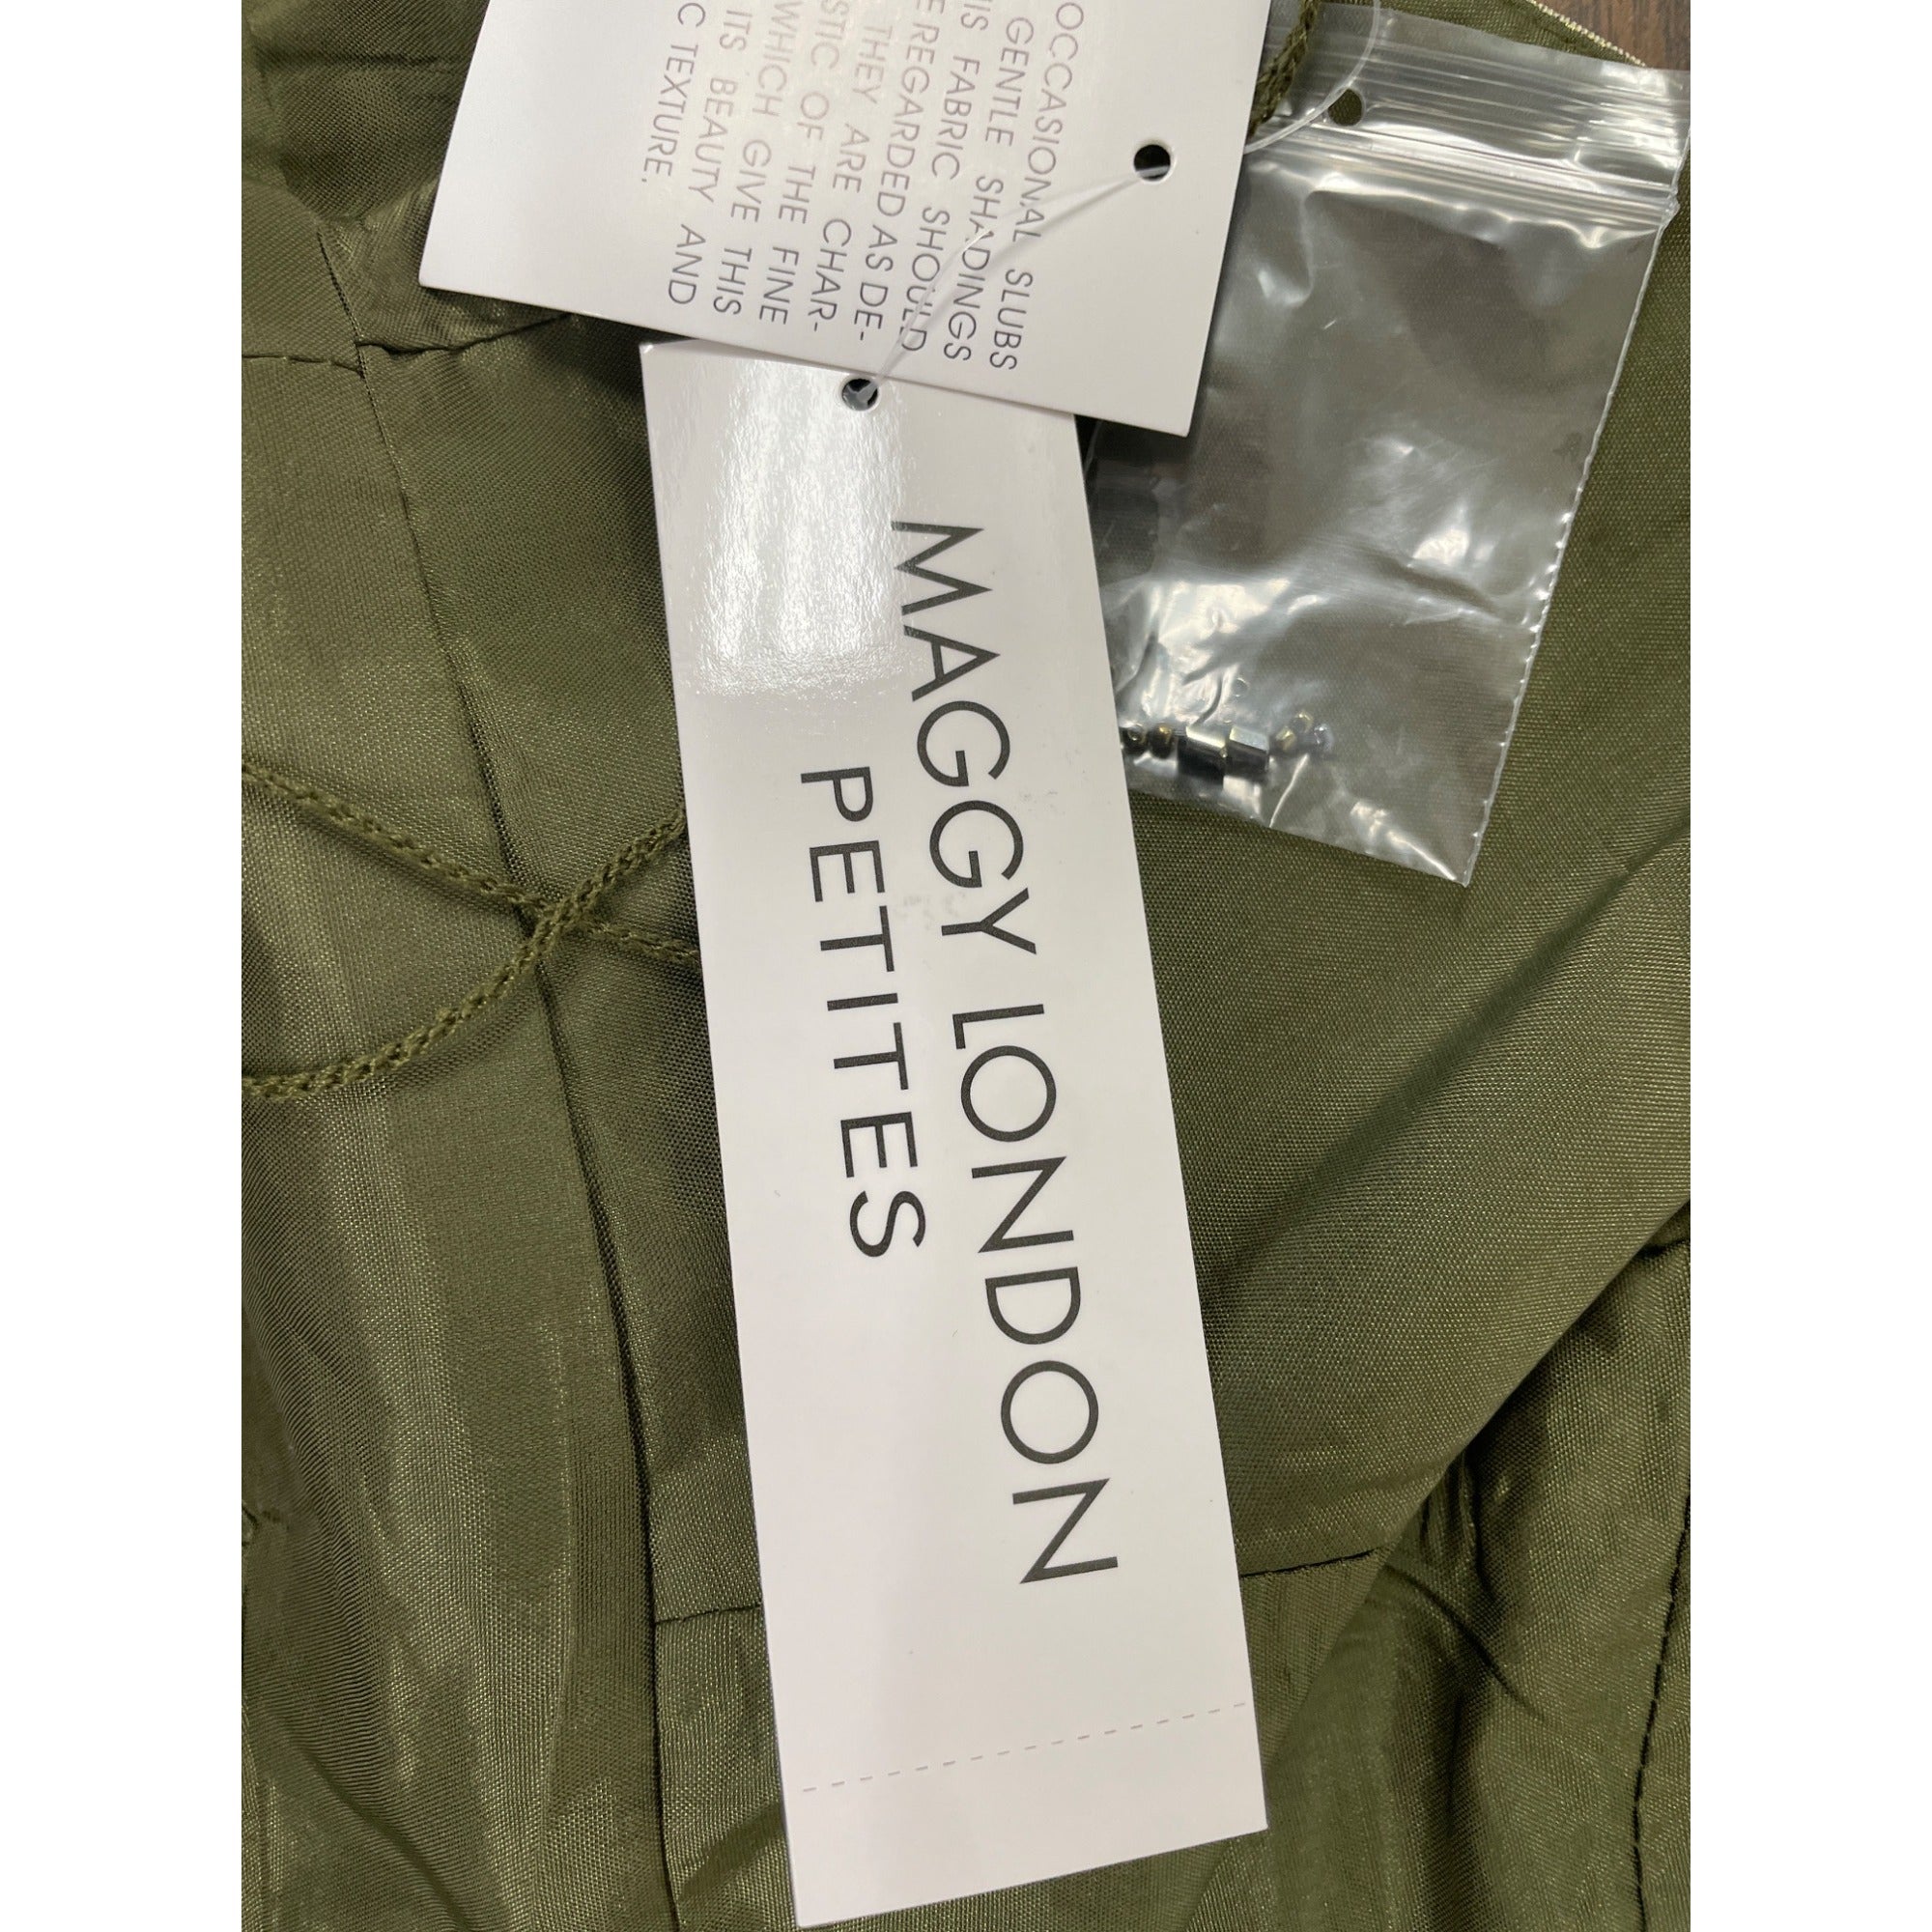 OCCASIONAL SLUBS
GENTLE SHADINGS
IS FABRIC SHOULD
E REGARDED AS DE-
THEY ARE CHAR-
STIC OF THE FINE
WHICH GIVE THIS
ITS BEAUTY AND
C TEXTURE.
MAGGY LONDON
PETITES